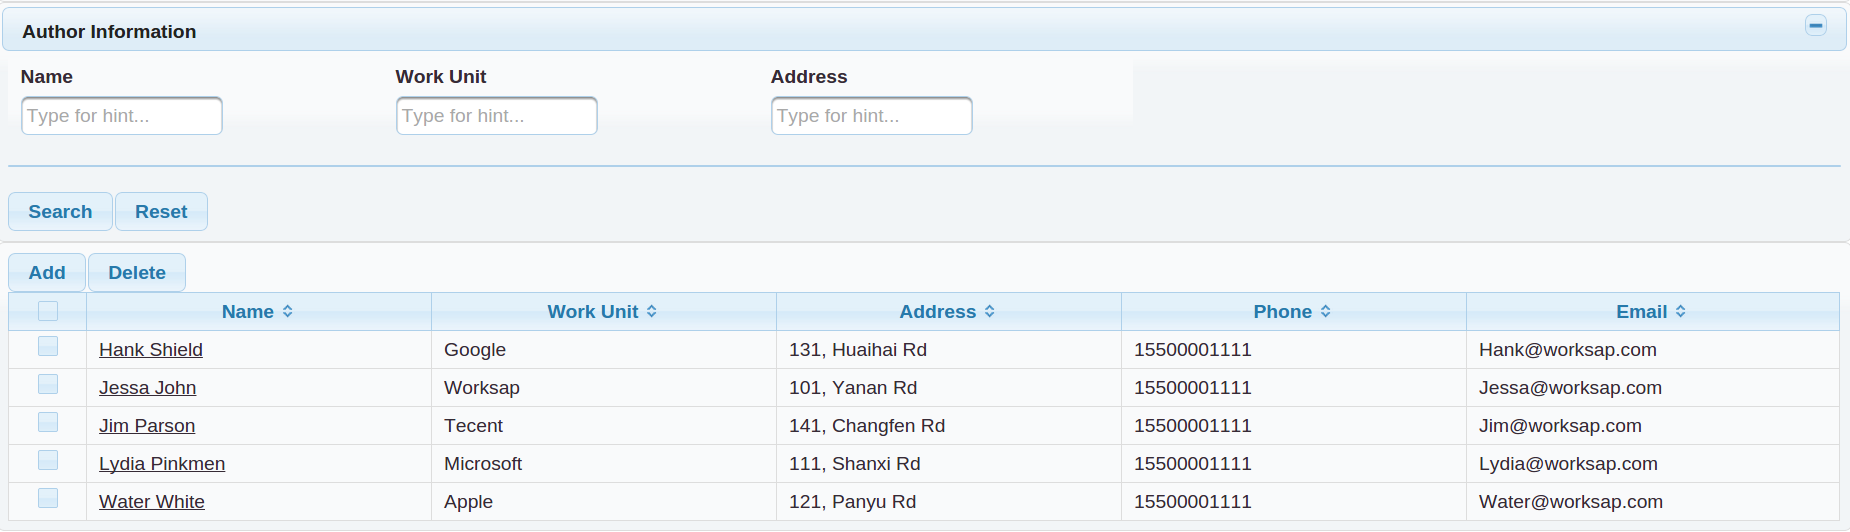 Author Information
Name Work Unit Address
Type for hint... Type for hint... Type for hint...
Search Reset
Add Delete
Name Work Unit Address Phone Email
Hank Shield Google 131, Huaihai Rd 15500001111 Hank@worksap.com
Jessa John Worksap 101, Yanan Rd 15500001111 Jessa@worksap.com
Jim Parson Tecent 141, Changfen Rd 15500001111 Jim@worksap.com
Lydia Pinkmen Microsoft 111, Shanxi Rd 15500001111 Lydia@worksap.com
Water White Apple 121, Panyu Rd 15500001111 Water@worksap.com